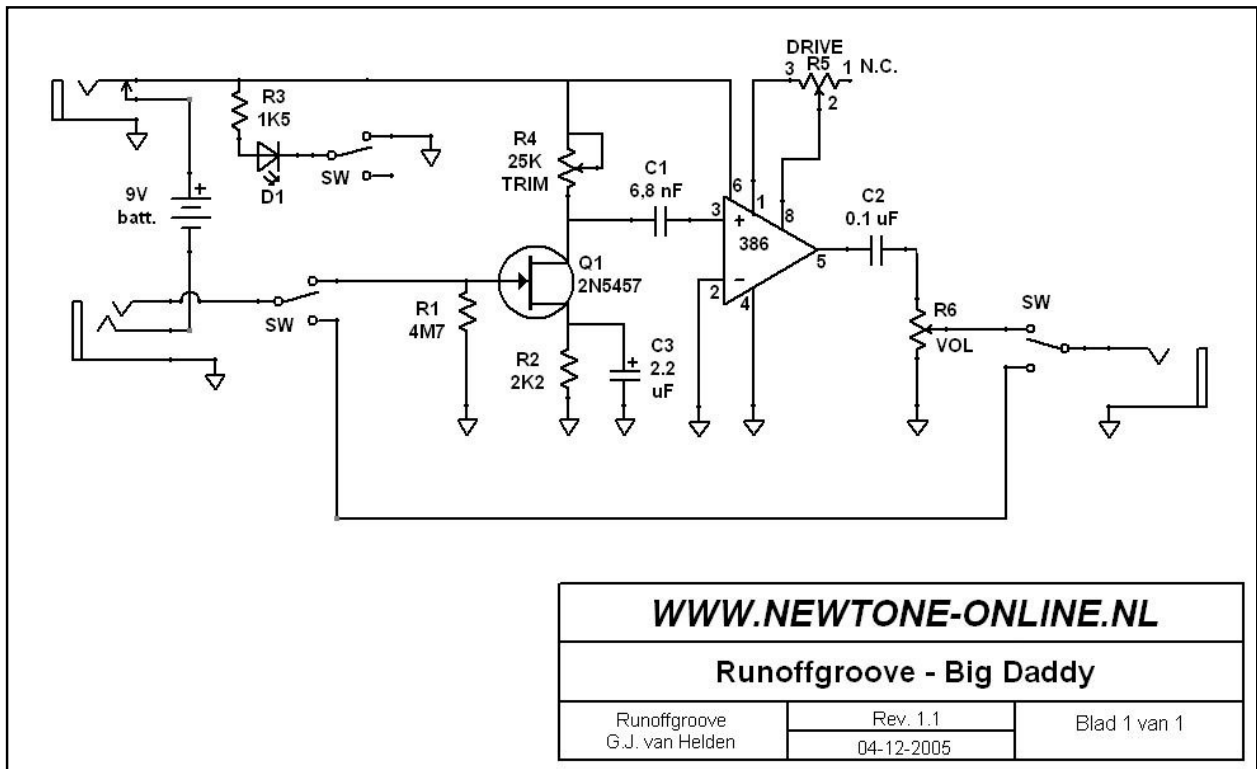 DRIVE
3 R5 1 N.C.
2
R3
1K5
SW
D1
9V
batt.
+
R4
25K
TRIM
C1
6,8 nF
6
1
8
3
+
386
−
2
4
5
C2
0.1 uF
Q1
2N5457
SW
R1
4M7
R2
2K2
+
C3
2.2
uF
R6
VOL
SW
WWW.NEWTONE-ONLINE.NL
Runoffgroove - Big Daddy
Runoffgroove
G.J. van Helden
Rev. 1.1
04-12-2005
Blad 1 van 1